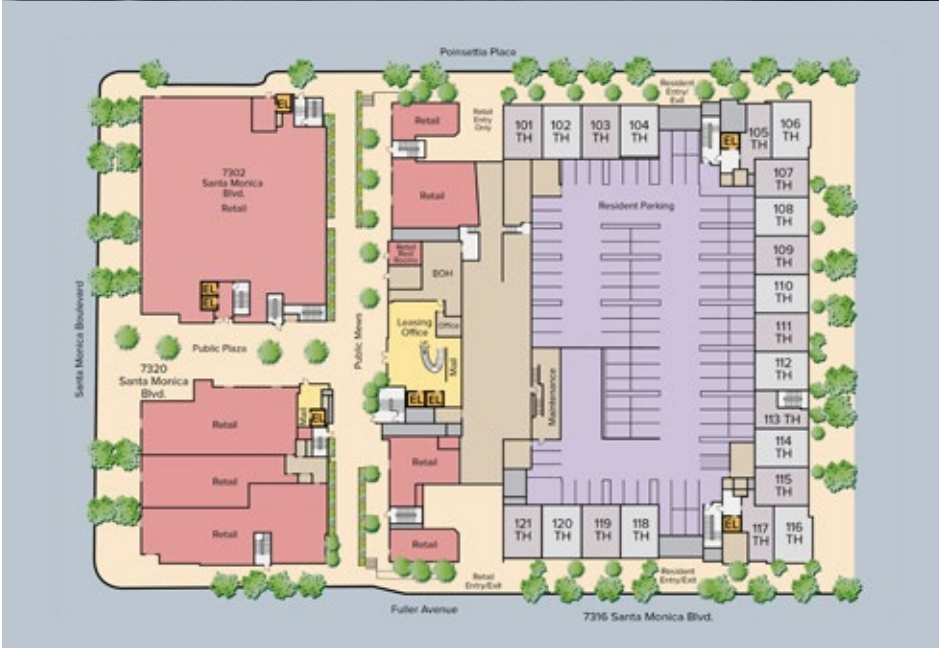 Poinsettia Place
Resident
Entry/
Exit
Retail
Entry
Only
EL
Retail
101
TH
102
TH
103
TH
104
TH
EL
105
TH
106
TH
7302
Santa Monica
Blvd.
Retail
Retail
Resident Parking
107
TH
108
TH
109
TH
110
TH
111
TH
112
TH
113 TH
114
TH
115
TH
Retail
Rest
Rooms
BOH
EL
EL
Leasing
Office
Office
Mail
Santa Monica Boulevard
Public Plaza
Public Mews
7320
Santa Monica
Blvd.
Maintenance
EL
EL
Mail
EL
Retail
Retail
Retail
Retail
Retail
121
TH
120
TH
119
TH
118
TH
EL
117
TH
116
TH
Retail
Entry/Exit
Resident
Entry/Exit
Fuller Avenue
7316 Santa Monica Blvd.